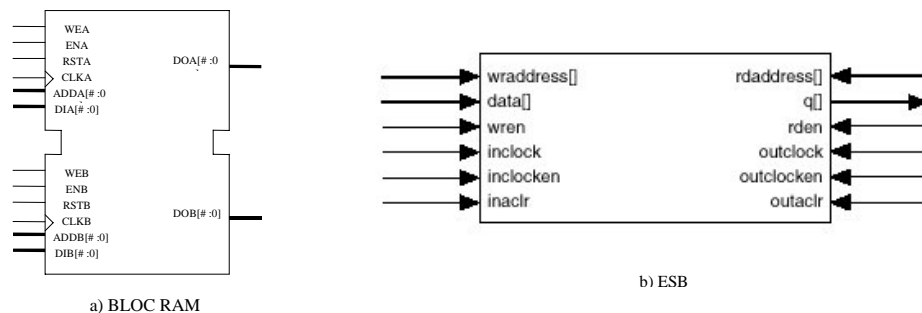 WEA
ENA
RSTA
CLKA
ADDA[# :0
DIA[# :0]
DOA[# :0
WEB
ENB
RSTB
CLKB
ADDB[# :0]
DIB[# :0]
DOB[# :0]
a) BLOC RAM
wraddress[]
data[]
wren
inclock
inclocken
inaclr
rdaddress[]
q[]
rden
outclock
outclocken
outaclr
b) ESB